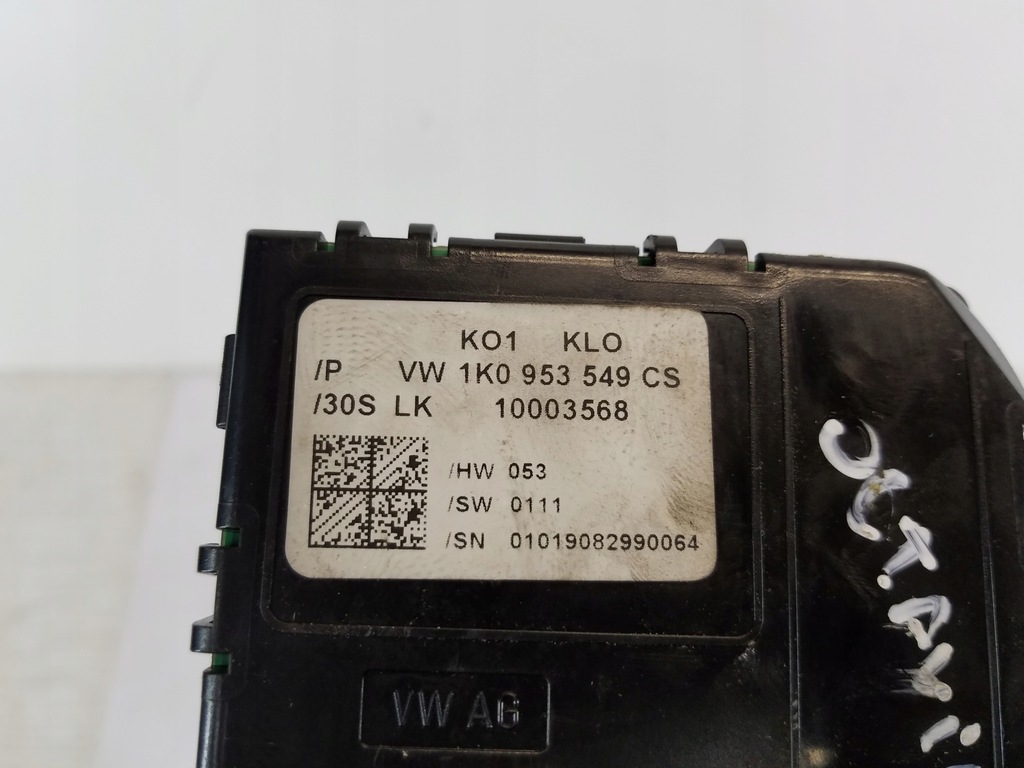 KO1 KLO
/P VW 1K0 953 549 CS
/30S LK 10003568
/HW 053
/SW 0111
/SN 01019082990064
VW AG